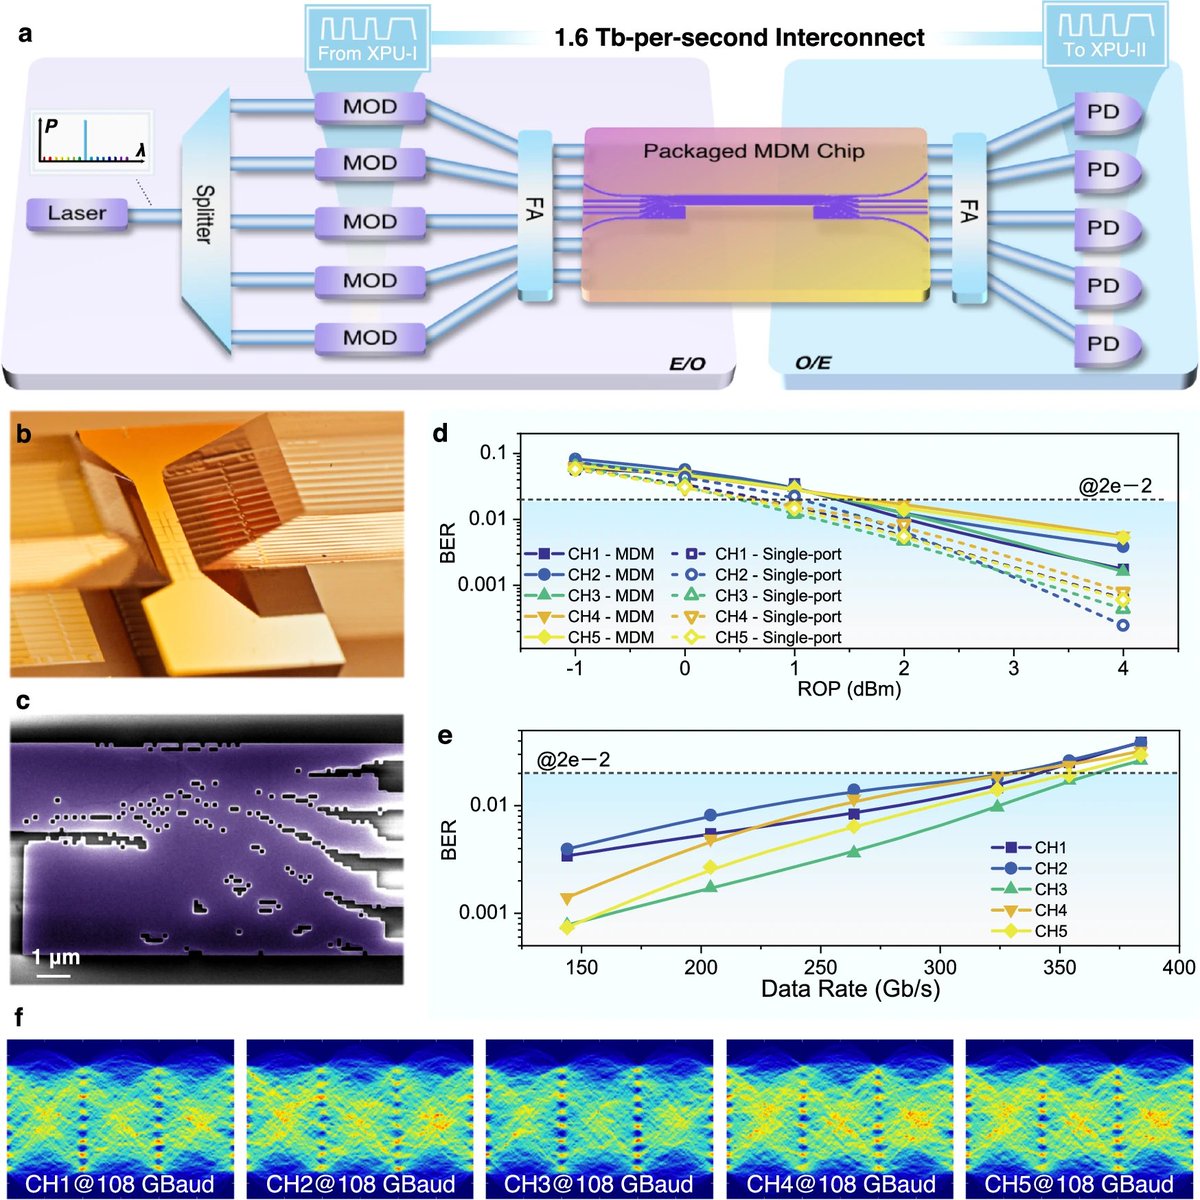 a
From XPU-I
1.6 Tb-per-second Interconnect
To XPU-II
P
λ
Laser
Splitter
MOD
MOD
MOD
MOD
MOD
FA
Packaged MDM Chip
FA
PD
PD
PD
PD
PD
E/O
O/E
b
c
1 μm
d
BER
0.1
0.01
0.001
@2e−2
CH1 - MDM
CH2 - MDM
CH3 - MDM
CH4 - MDM
CH5 - MDM
CH1 - Single-port
CH2 - Single-port
CH3 - Single-port
CH4 - Single-port
CH5 - Single-port
-1 0 1 2 3 4
ROP (dBm)
e
@2e−2
BER
0.01
0.001
CH1
CH2
CH3
CH4
CH5
150 200 250 300 350 400
Data Rate (Gb/s)
f
CH1@108 GBaud
CH2@108 GBaud
CH3@108 GBaud
CH4@108 GBaud
CH5@108 GBaud